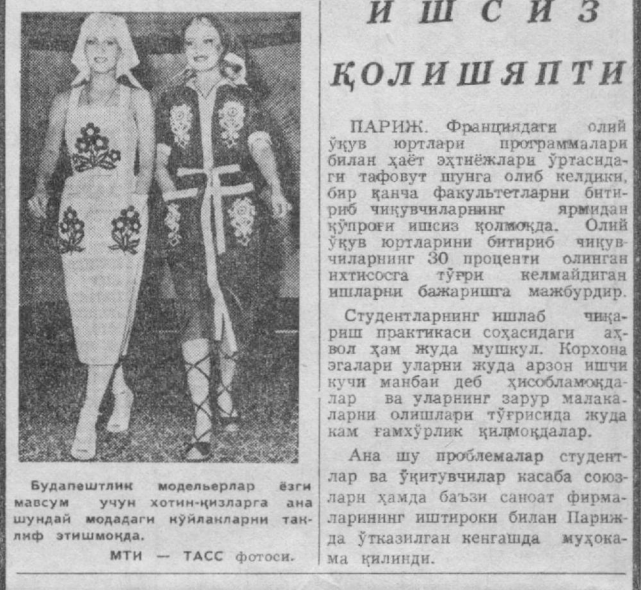 ИШСИЗ
ҚОЛИШЯПТИ
ПАРИЖ. Франциядаги олий
ўқув юртлари программалари
билан ҳаёт эҳтиёжлари ўртасида-
ги тафовут шунга олиб келдики,
бир қанча факультетларни бити-
риб чиқувчиларнинг ярмидан
кўпроғи ишсиз қолмоқда. Олий
ўқув юртларини битириб чиқув-
чиларнинг 30 проценти олинган
ихтисосга тўғри келмайдиган
ишларни бажаришга мажбурдир.
Студентларнинг ишлаб чиқа-
риш практикаси соҳасидаги аҳ-
вол ҳам жуда мушкул. Корхона
эгалари уларни жуда арзон ишчи
кучи манбаи деб ҳисобламоқда-
лар ва уларнинг зарур малака-
ларни олишлари тўғрисида жуда
кам ғамхўрлик қилмоқдалар.
Ана шу проблемалар студент-
лар ва ўқитувчилар касаба союз-
лари ҳамда баъзи саноат фирма-
ларининг иштироки билан Париж-
да ўтказилган кенгашда муҳока-
ма қилинди.
Будапештлик модельерлар ёзги
мавсум учун хотин-қизларга ана
шундай модадаги кўйлакларни так-
лиф этишмоқда.
МТИ — ТАСС фотоси.